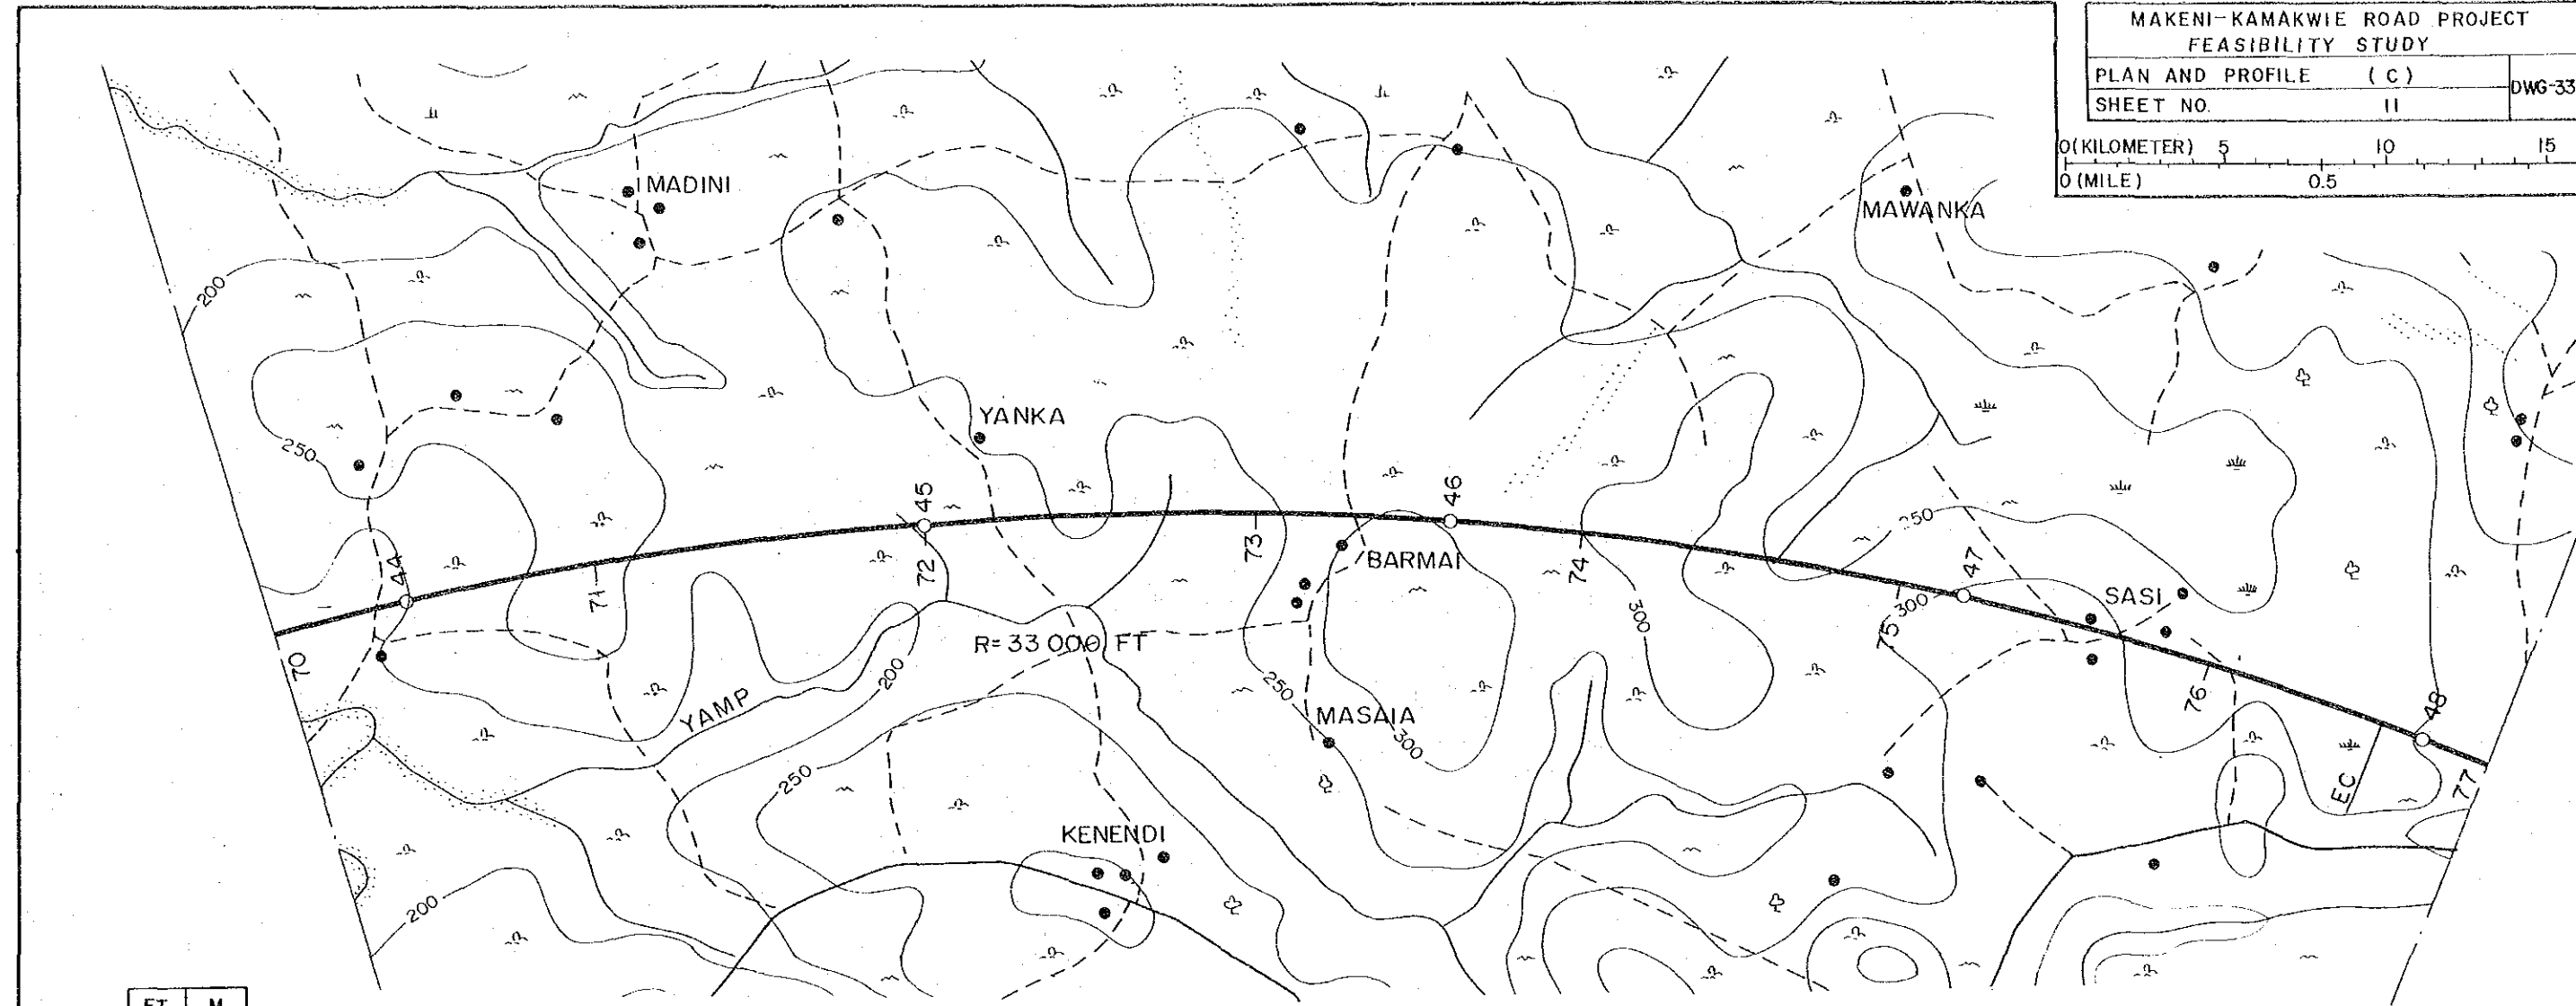 MAKENI-KAMAKWIE ROAD PROJECT
FEASIBILITY STUDY
PLAN AND PROFILE (C)
DWG-33
SHEET NO. 11
0(KILOMETER) 5 10 15
0(MILE) 0.5
MADINI
MAWANKA
200
YANKA
250
44
45
46
47
48
250
70
71
72
73
74
75
76
77
BARMAI
300
300
SASI
R=33 000 FT
YAMP
200
250
MASAIA
300
250
EC
KENENDI
200
FT M